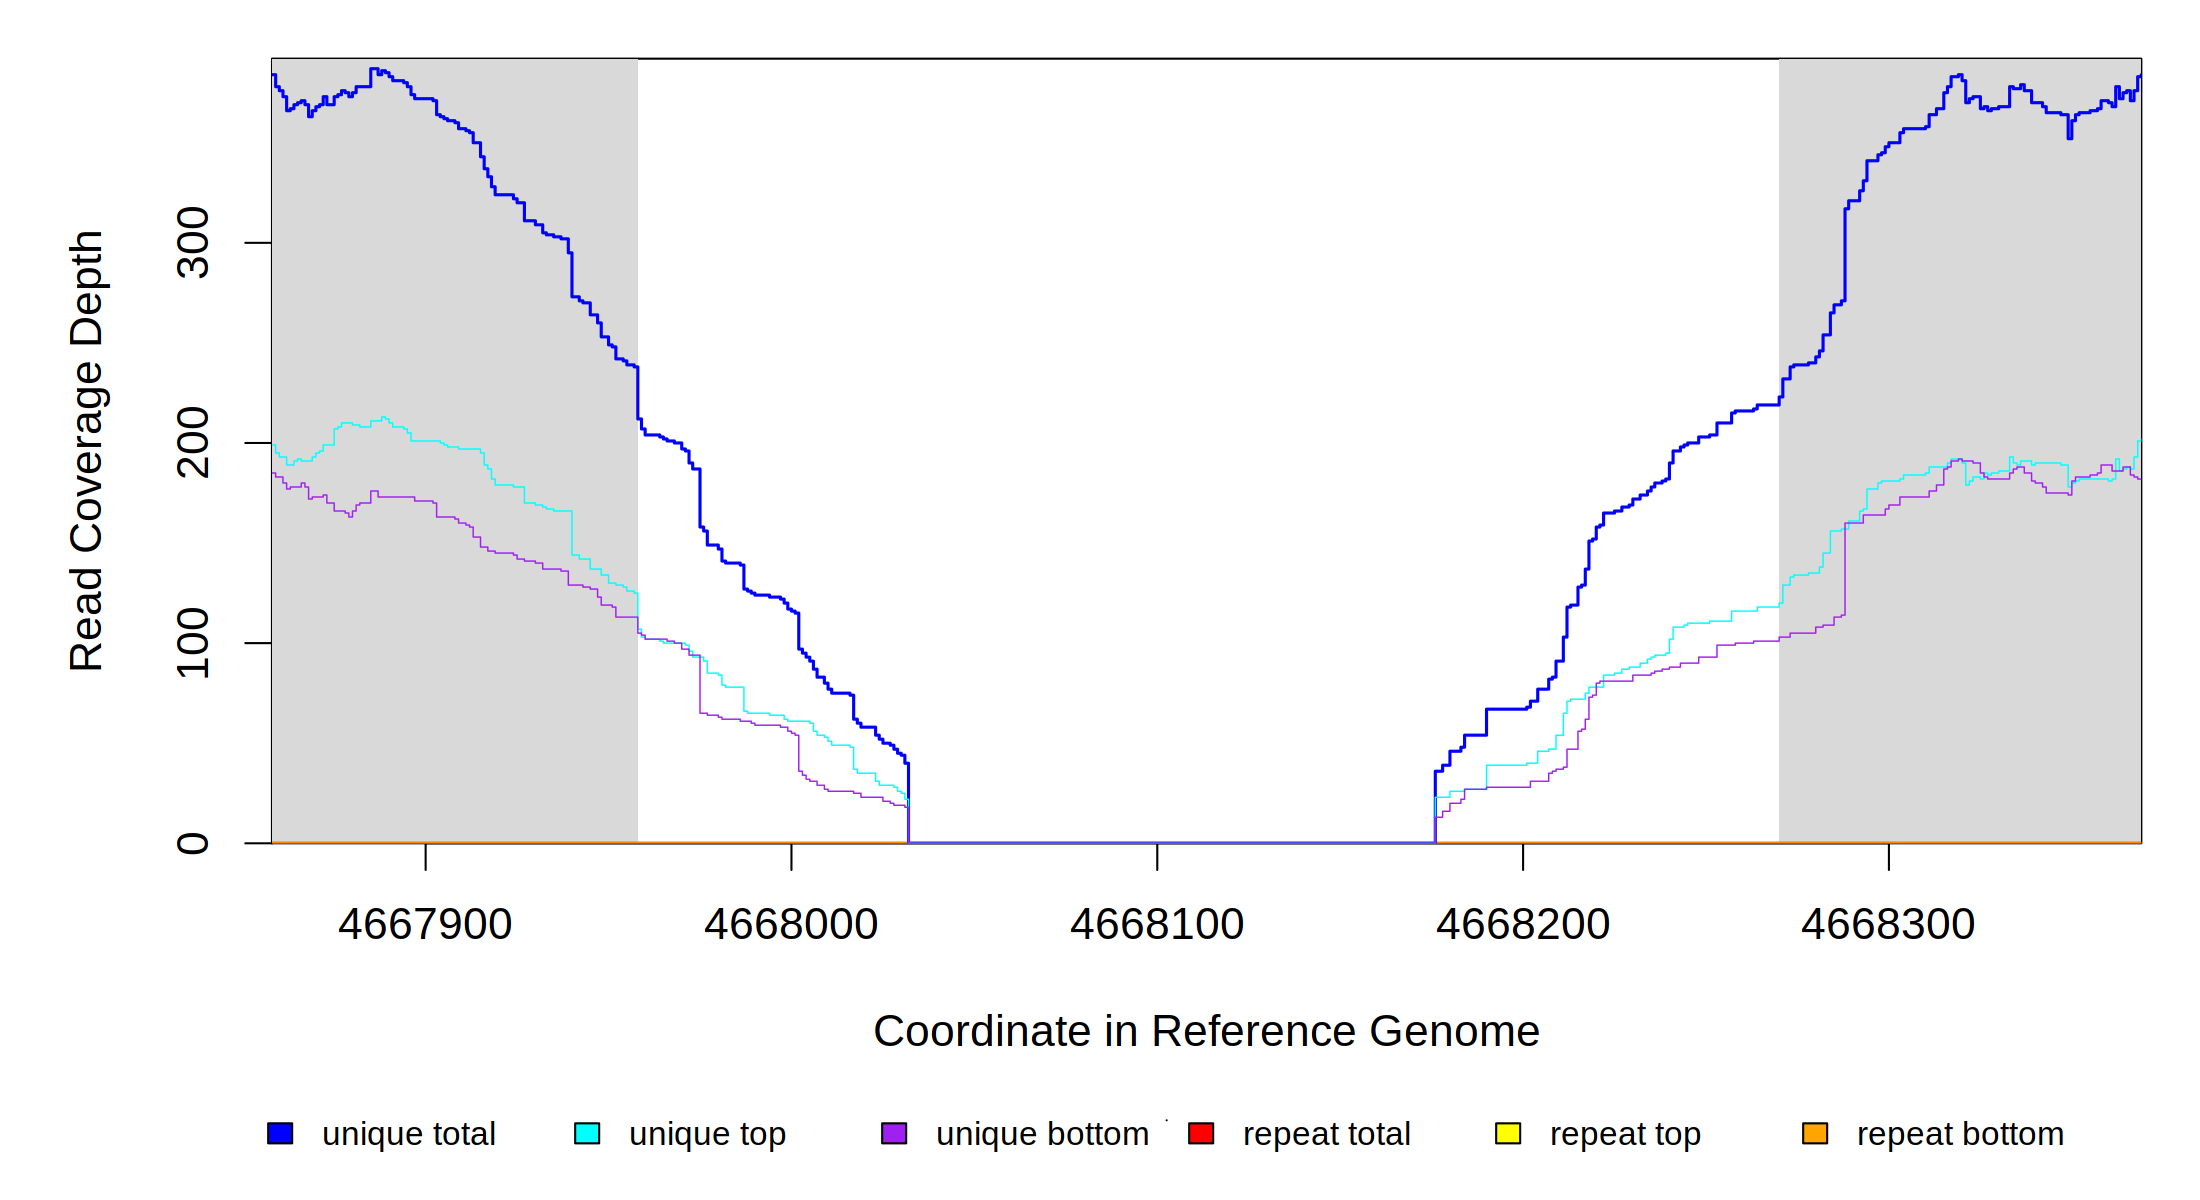 Read Coverage Depth
300
200
100
0
4667900 4668000 4668100 4668200 4668300
Coordinate in Reference Genome
unique total unique top unique bottom repeat total repeat top repeat bottom